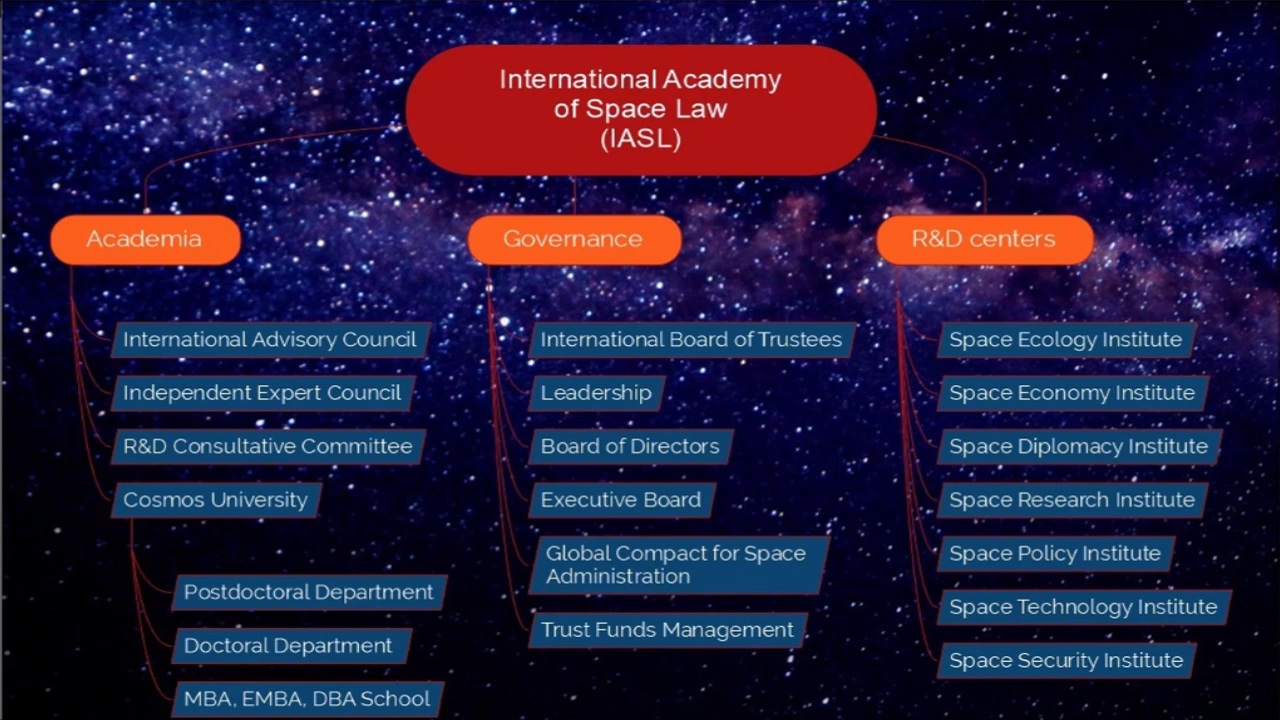 International Academy
of Space Law
(IASL)
Academia
International Advisory Council
Independent Expert Council
R&D Consultative Committee
Cosmos University
Postdoctoral Department
Doctoral Department
MBA, EMBA, DBA School
Governance
International Board of Trustees
Leadership
Board of Directors
Executive Board
Global Compact for Space
Administration
Trust Funds Management
R&D centers
Space Ecology Institute
Space Economy Institute
Space Diplomacy Institute
Space Research Institute
Space Policy Institute
Space Technology Institute
Space Security Institute